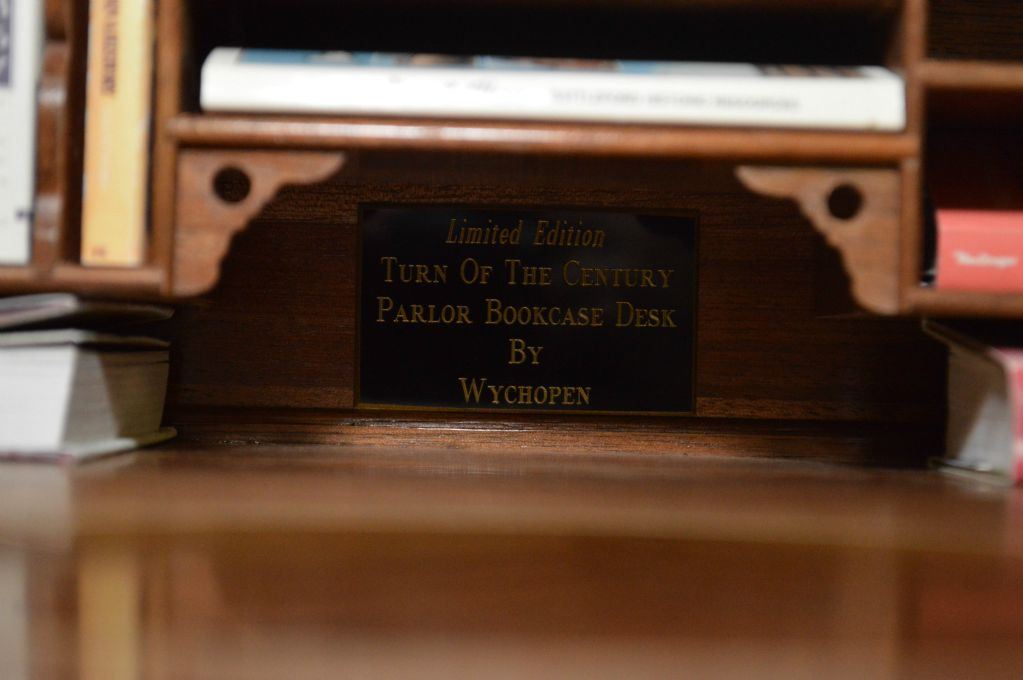 Limited Edition
TURN OF THE CENTURY
PARLOR BOOKCASE DESK
BY
WYCHOPEN